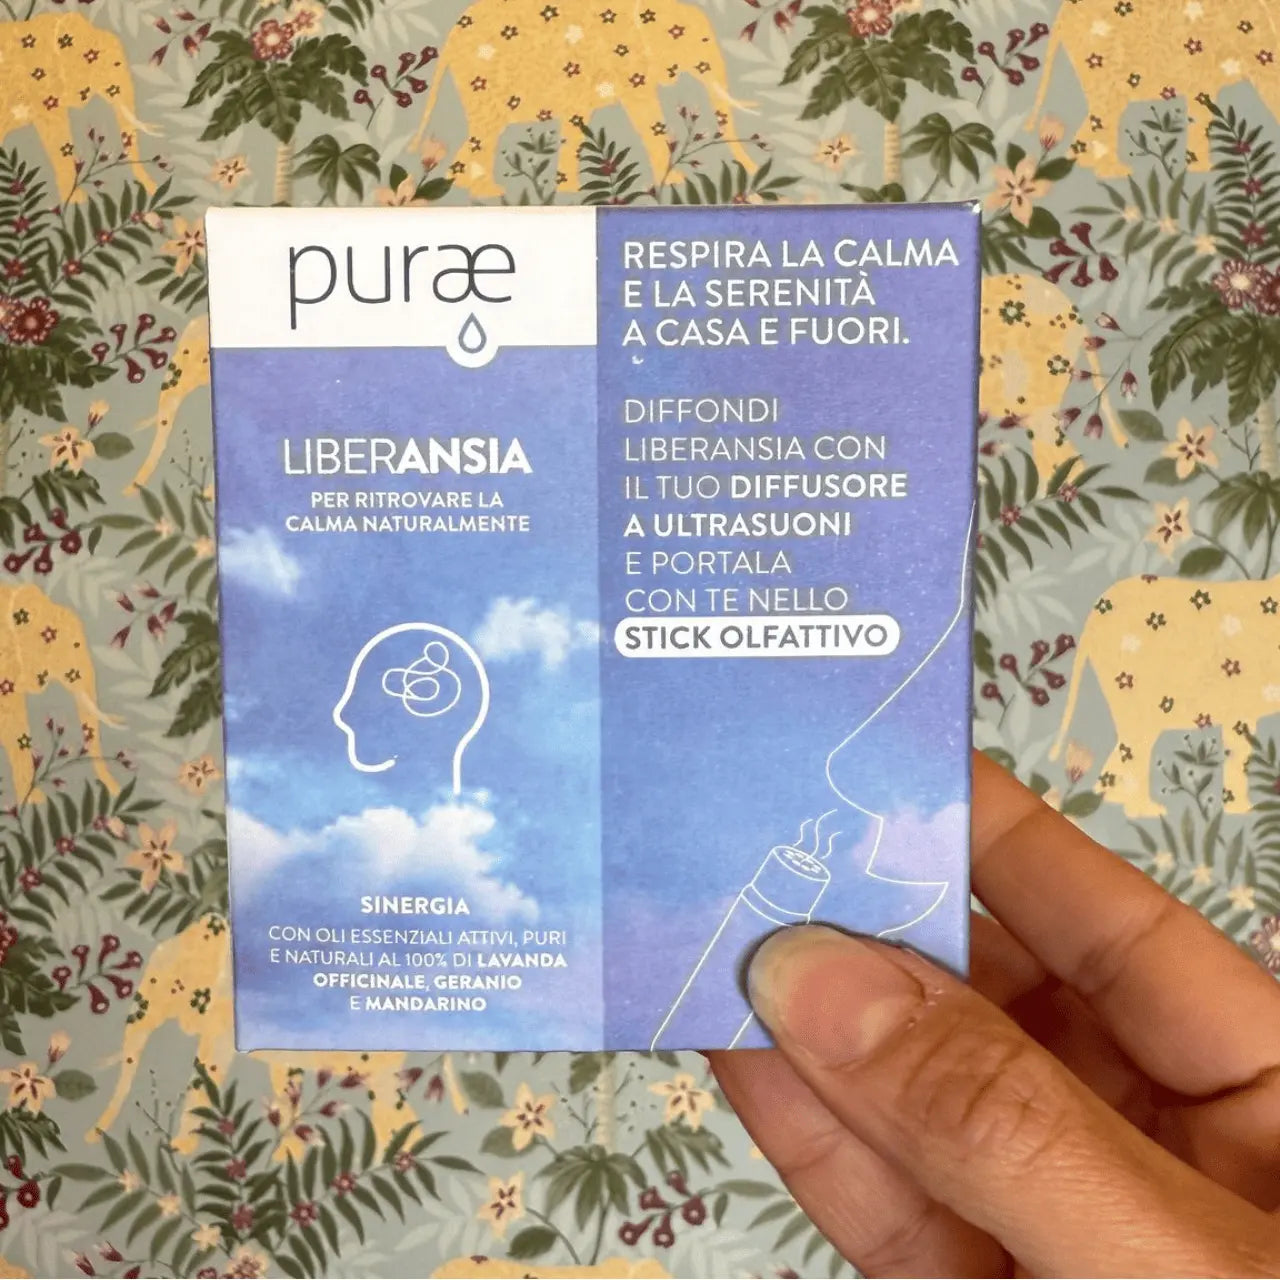 puræ
LIBERANSIA
PER RITROVARE LA
CALMA NATURALMENTE
SINERGIA
CON OLI ESSENZIALI ATTIVI, PURI
E NATURALI AL 100% DI LAVANDA
OFFICINALE, GERANIO
E MANDARINO
RESPIRA LA CALMA
E LA SERENITÀ
A CASA E FUORI.
DIFFONDI
LIBERANSIA CON
IL TUO DIFFUSORE
A ULTRASUONI
E PORTALA
CON TE NELLO
STICK OLFATTIVO